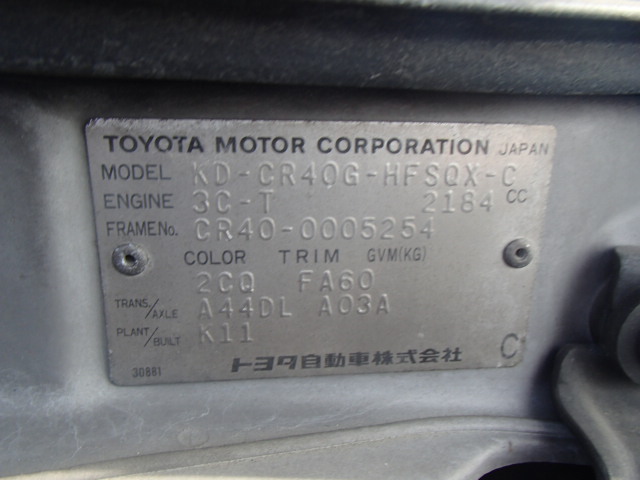 TOYOTA MOTOR CORPORATION JAPAN
MODEL KD-CR40G-HFSQX-C
ENGINE 3C-T 2184 CC
FRAME No. CR40-0005254
COLOR TRIM GVM(KG)
2CQ FA60
TRANS./AXLE A44DL A03A
PLANT/BUILT K11
トヨタ自動車株式会社 C
30881